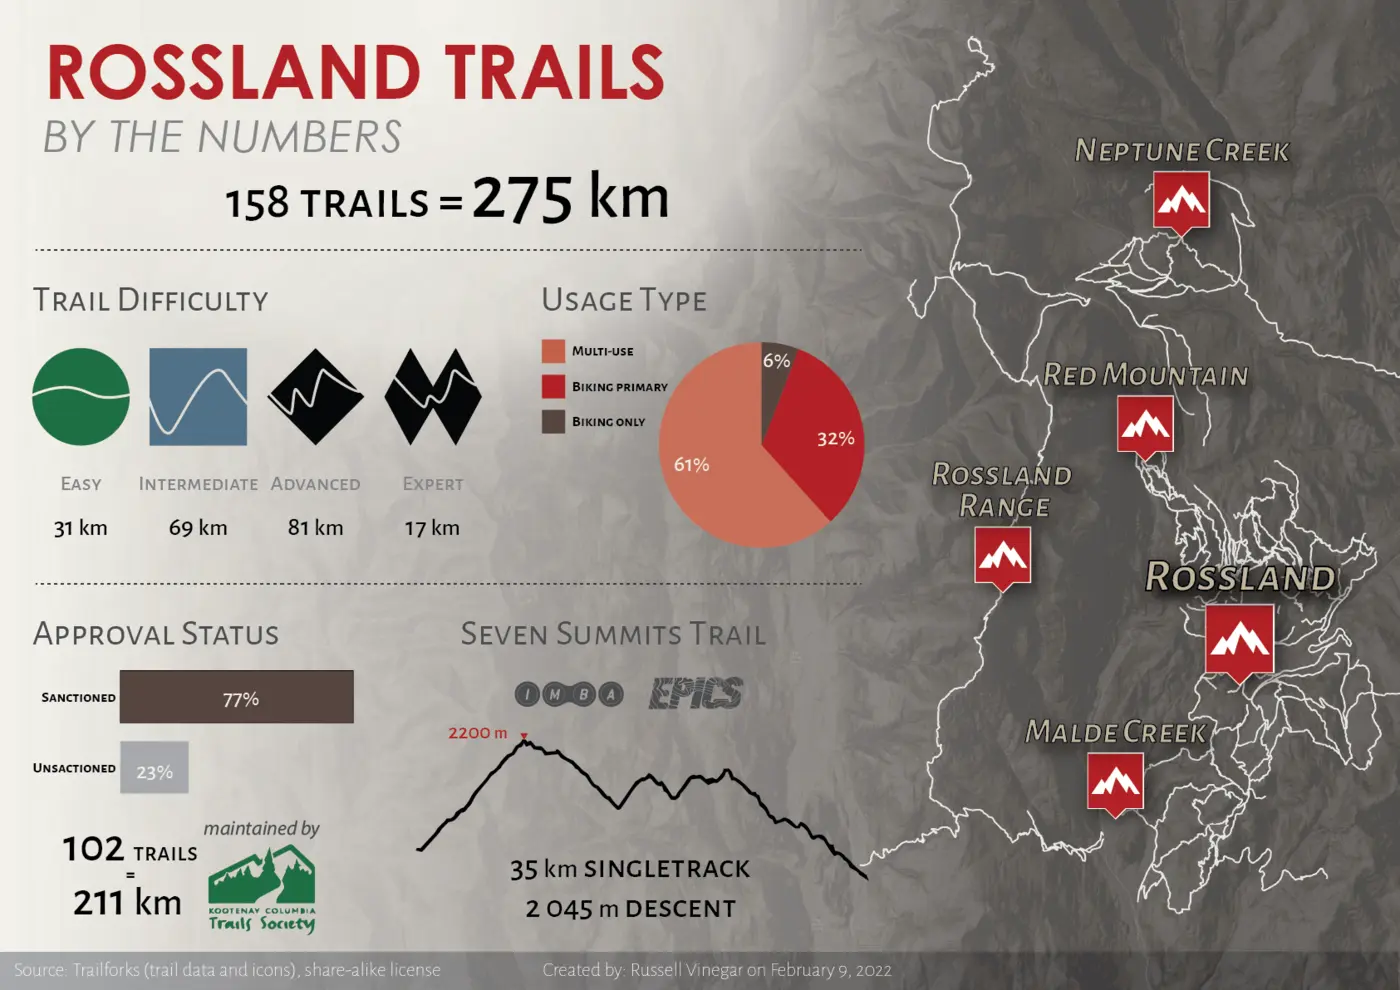 ROSSLAND TRAILS
BY THE NUMBERS
158 TRAILS = 275 km
TRAIL DIFFICULTY
EASY
INTERMEDIATE
ADVANCED
EXPERT
31 km
69 km
81 km
17 km
USAGE TYPE
MULTI-USE
BIKING PRIMARY
BIKING ONLY
6%
32%
61%
APPROVAL STATUS
SANCTIONED
77%
UNSACTIONED
23%
102 TRAILS
=
211 km
maintained by
KOOTENAY COLUMBIA
Trails Society
SEVEN SUMMITS TRAIL
IMBA EPICS
2200 m
35 km SINGLETRACK
2 045 m DESCENT
NEPTUNE CREEK
RED MOUNTAIN
ROSSLAND
RANGE
ROSSLAND
MALDE CREEK
Source: Trailforks (trail data and icons), share-alike license
Created by: Russell Vinegar on February 9, 2022